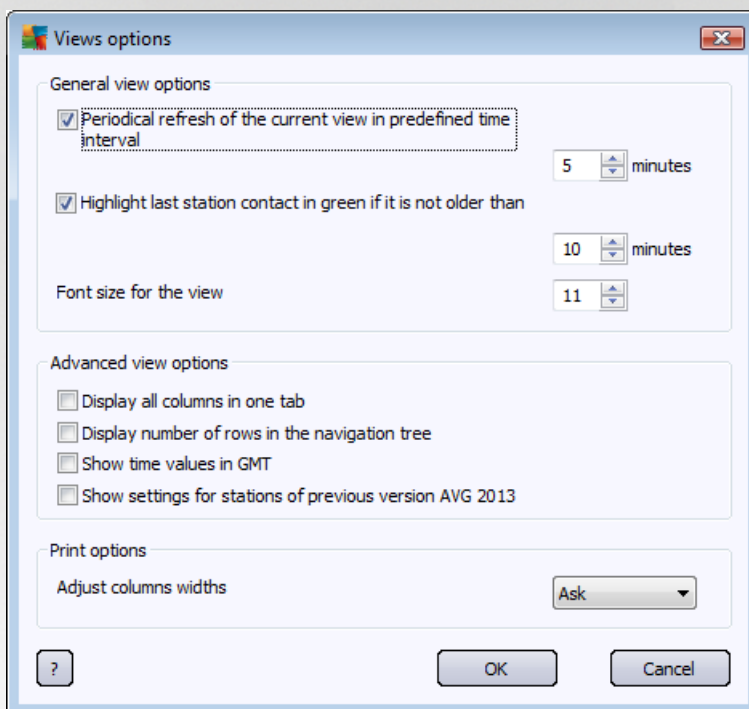 Views options
General view options
Periodical refresh of the current view in predefined time
interval
5 minutes
Highlight last station contact in green if it is not older than
10 minutes
Font size for the view 11
Advanced view options
Display all columns in one tab
Display number of rows in the navigation tree
Show time values in GMT
Show settings for stations of previous version AVG 2013
Print options
Adjust columns widths Ask
? OK Cancel